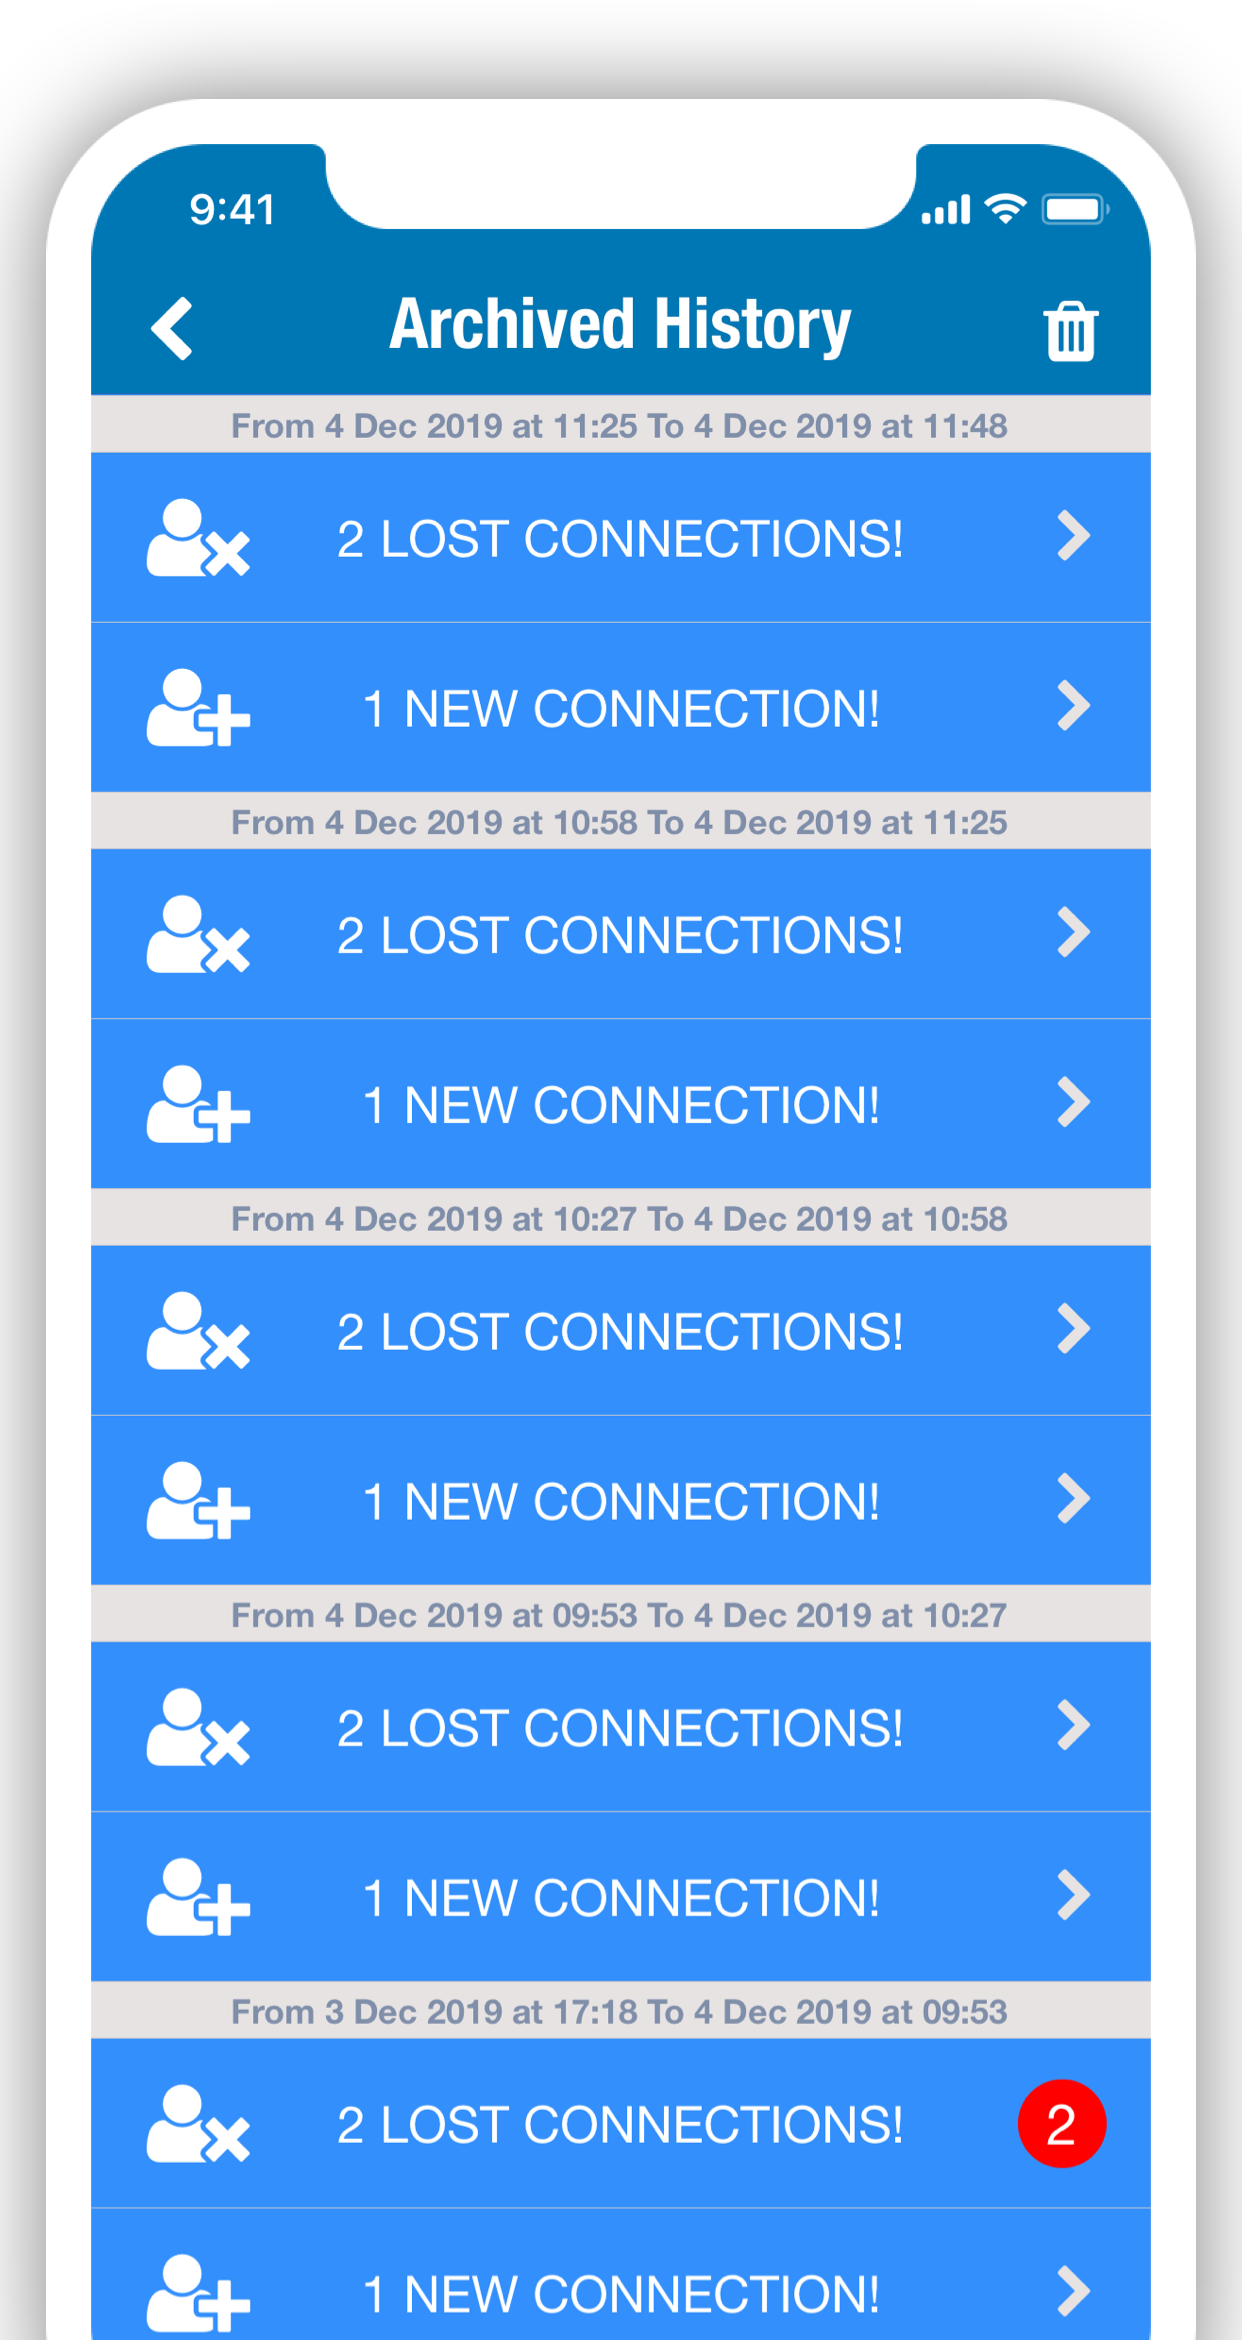 9:41
Archived History
From 4 Dec 2019 at 11:25 To 4 Dec 2019 at 11:48
2 LOST CONNECTIONS!
1 NEW CONNECTION!
From 4 Dec 2019 at 10:58 To 4 Dec 2019 at 11:25
2 LOST CONNECTIONS!
1 NEW CONNECTION!
From 4 Dec 2019 at 10:27 To 4 Dec 2019 at 10:58
2 LOST CONNECTIONS!
1 NEW CONNECTION!
From 4 Dec 2019 at 09:53 To 4 Dec 2019 at 10:27
2 LOST CONNECTIONS!
1 NEW CONNECTION!
From 3 Dec 2019 at 17:18 To 4 Dec 2019 at 09:53
2 LOST CONNECTIONS! 2
1 NEW CONNECTION!